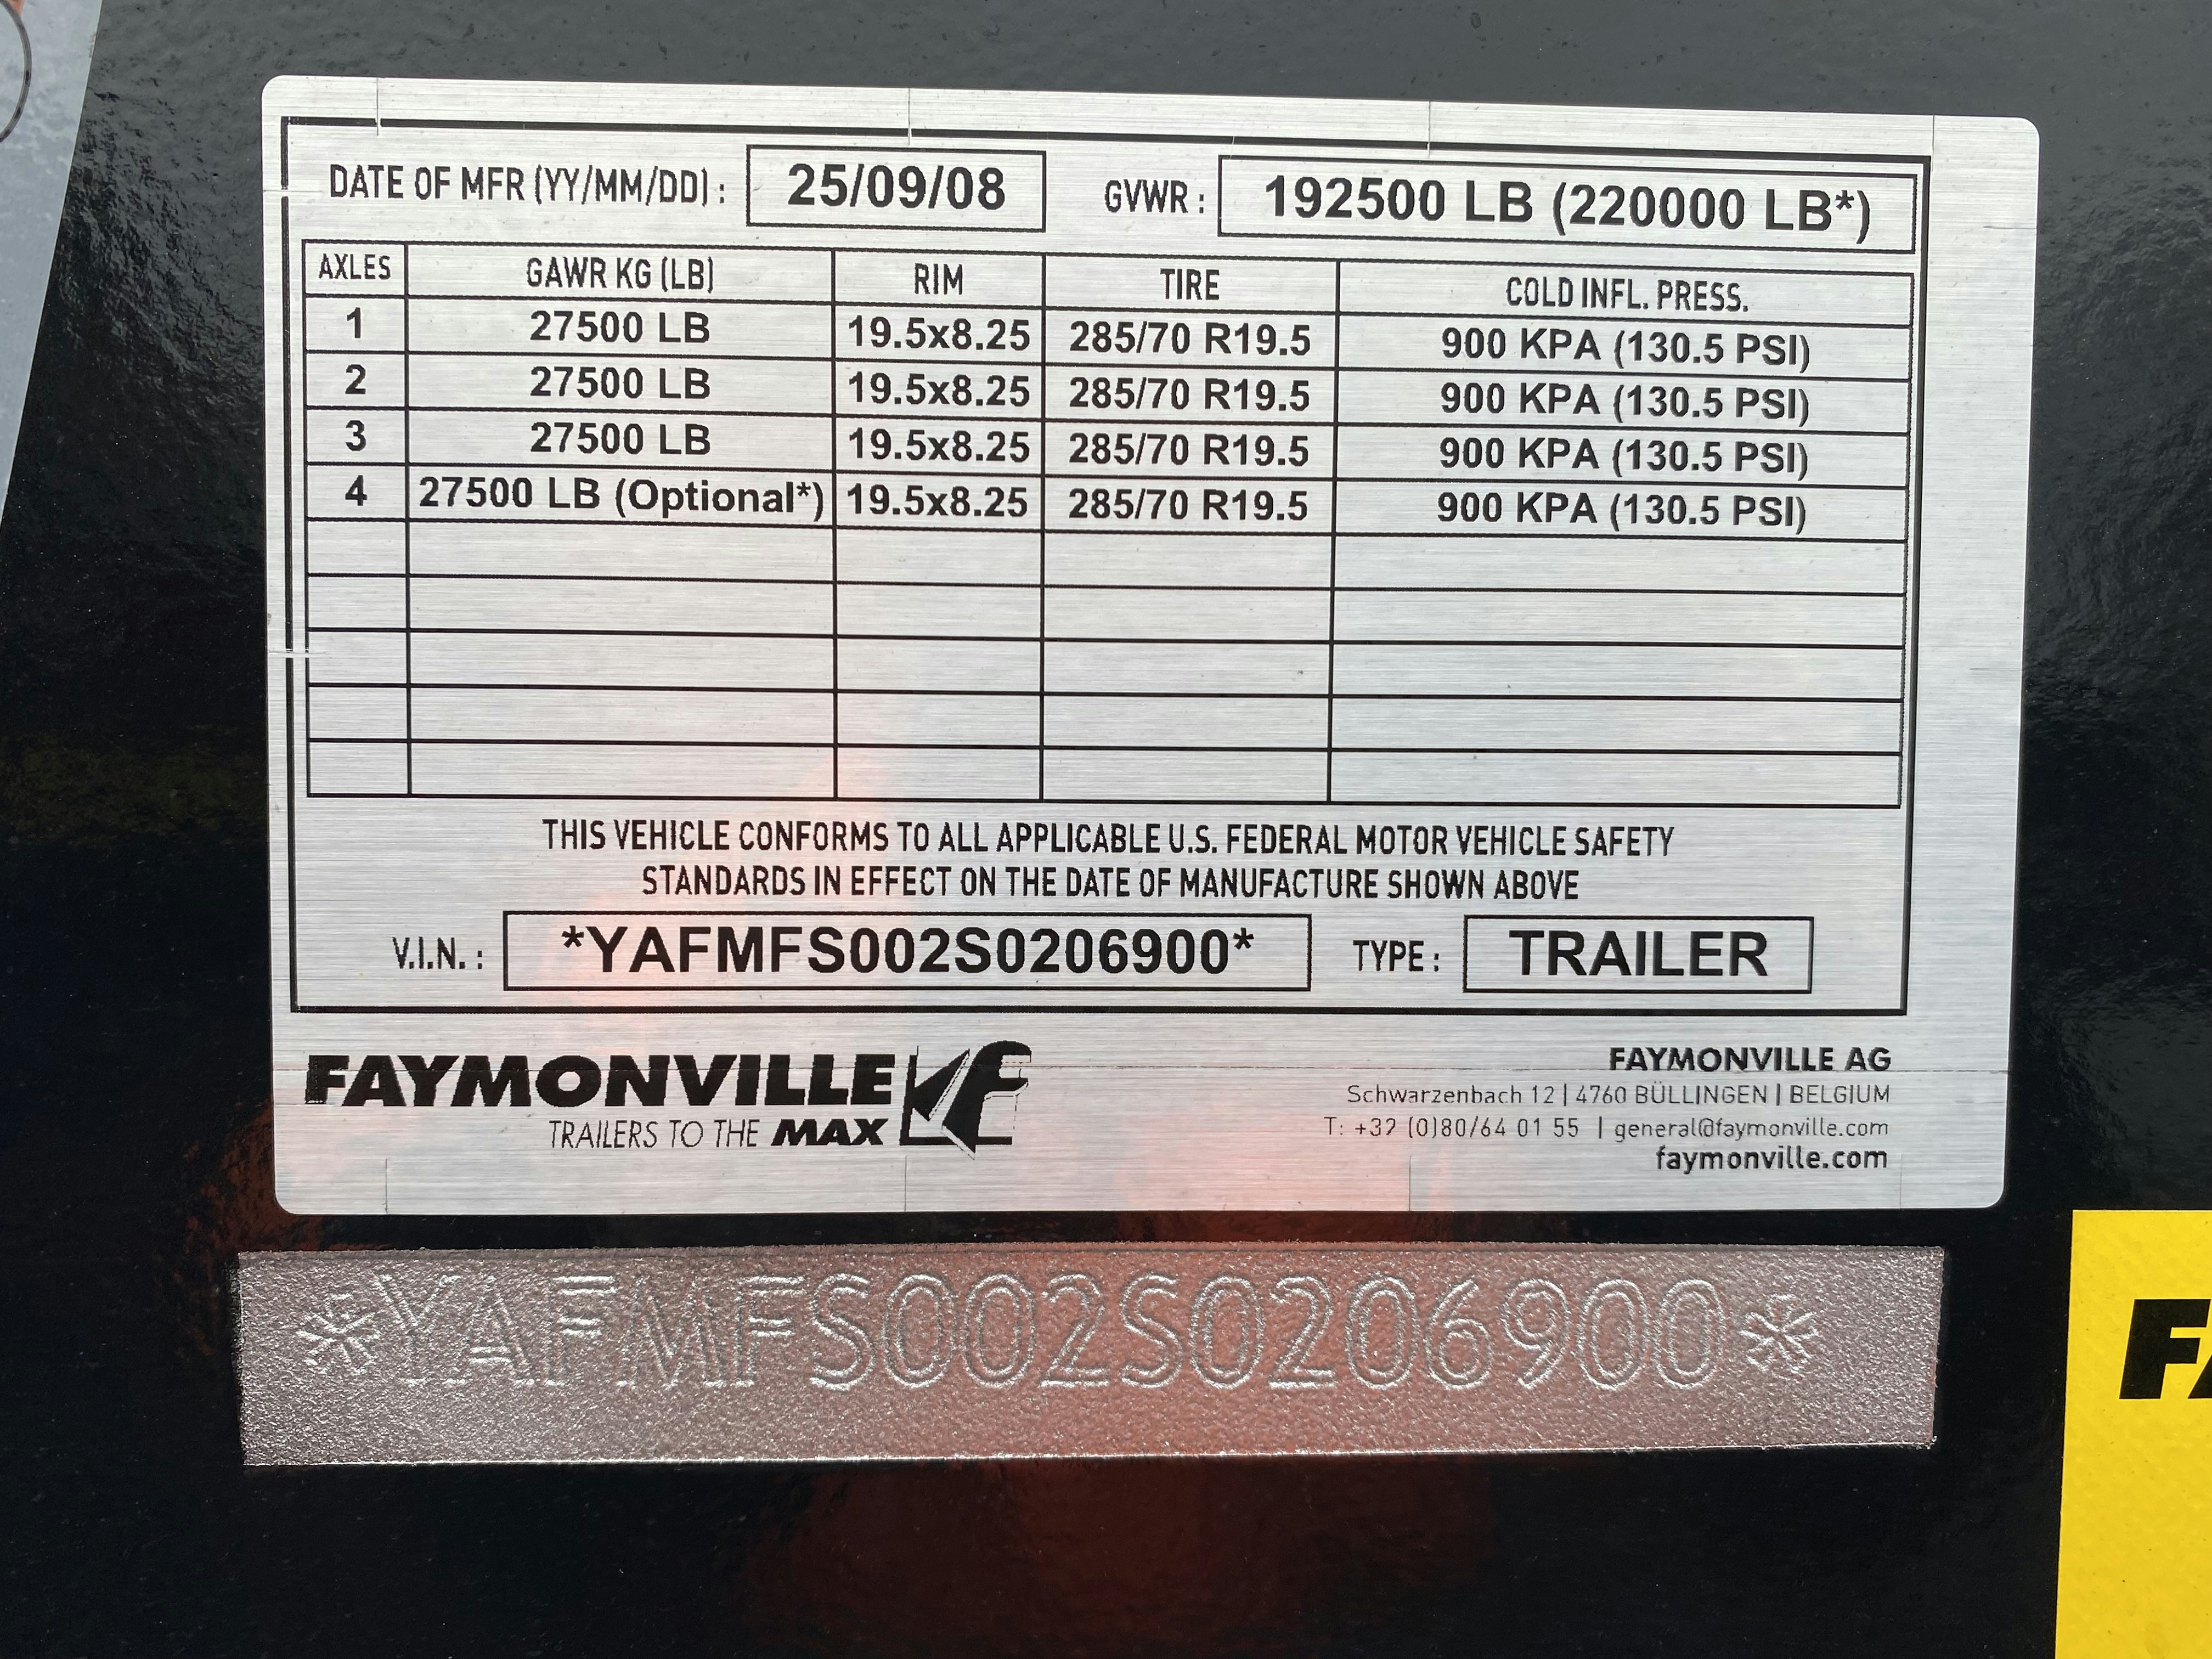 DATE OF MFR (YY/MM/DD) : 25/09/08 GVWR : 192500 LB (220000 LB*)
AXLES GAWR KG (LB) RIM TIRE COLD INFL. PRESS.
1 27500 LB 19.5x8.25 285/70 R19.5 900 KPA (130.5 PSI)
2 27500 LB 19.5x8.25 285/70 R19.5 900 KPA (130.5 PSI)
3 27500 LB 19.5x8.25 285/70 R19.5 900 KPA (130.5 PSI)
4 27500 LB (Optional*) 19.5x8.25 285/70 R19.5 900 KPA (130.5 PSI)
THIS VEHICLE CONFORMS TO ALL APPLICABLE U.S. FEDERAL MOTOR VEHICLE SAFETY
STANDARDS IN EFFECT ON THE DATE OF MANUFACTURE SHOWN ABOVE
V.I.N. : *YAFMFS002S0206900* TYPE : TRAILER
FAYMONVILLE
TRAILERS TO THE MAX
FAYMONVILLE AG
Schwarzenbach 12 | 4760 BÜLLINGEN | BELGIUM
T: +32 (0)80/64 01 55 | general@faymonville.com
faymonville.com
*YAFMFS002S0206900*